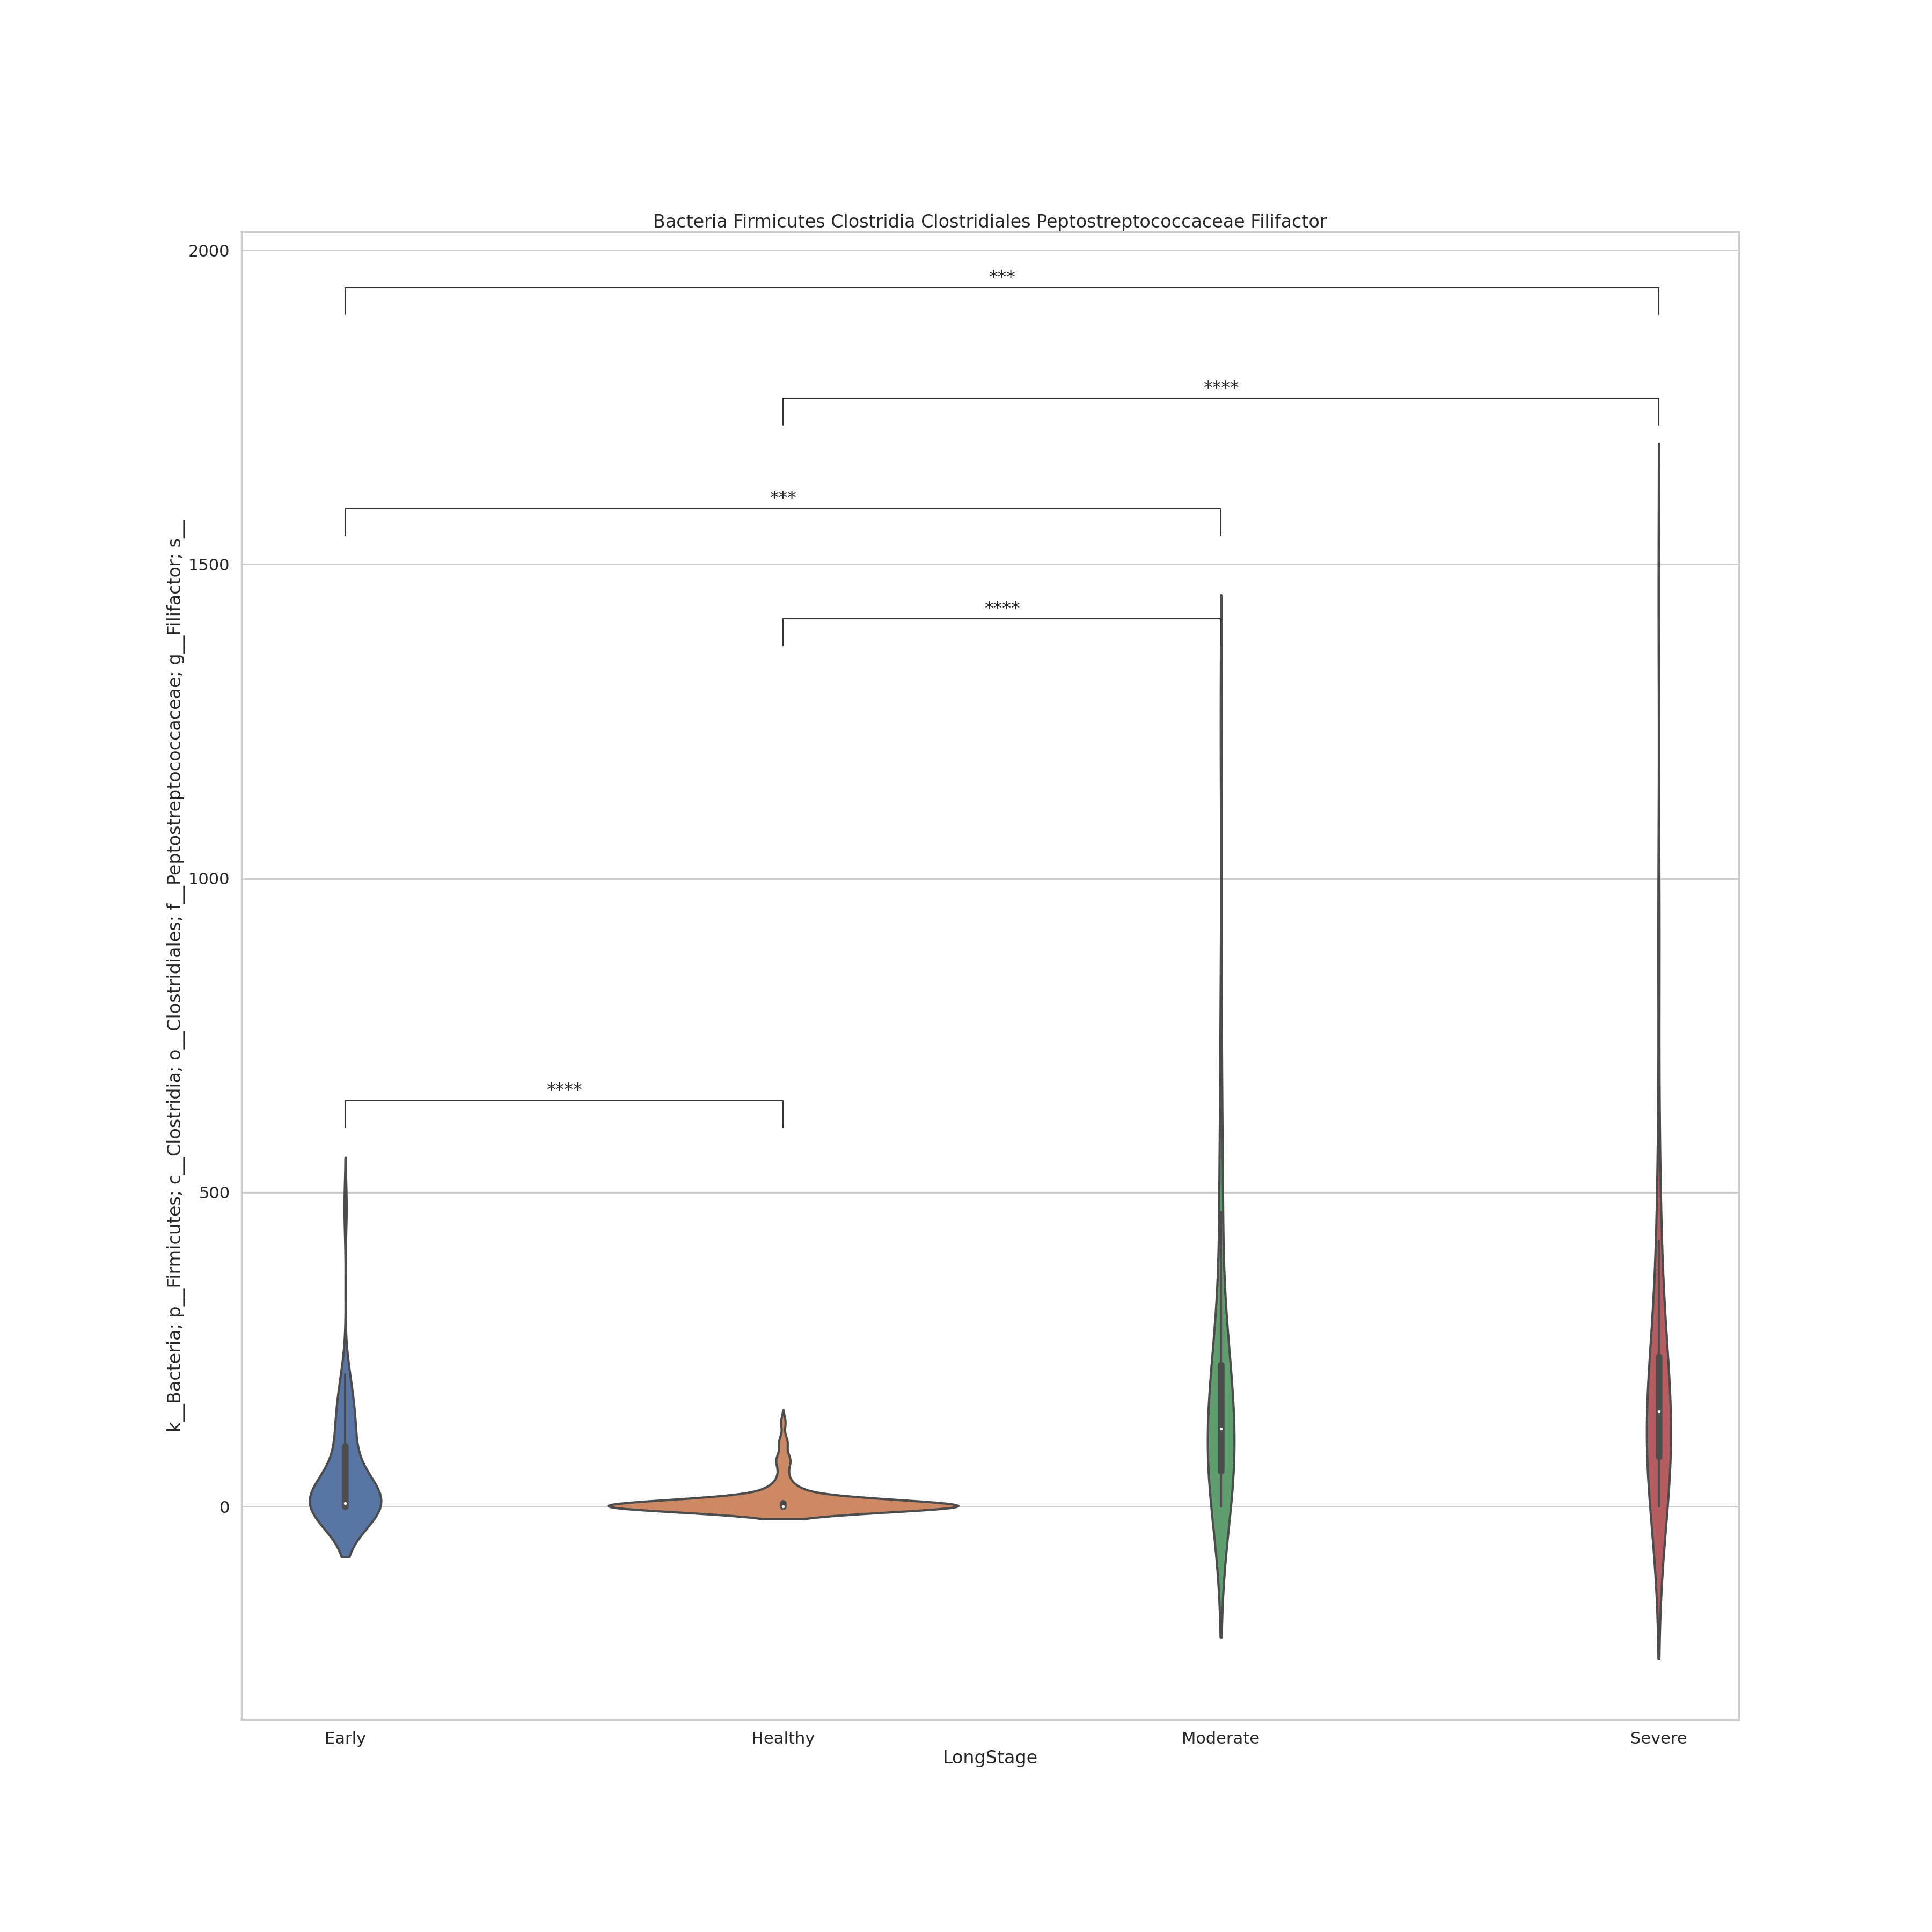 Bacteria Firmicutes Clostridia Clostridiales Peptostreptococcaceae Filifactor
2000
***
****
***
1500
****
1000
****
500
0
k__Bacteria; p__Firmicutes; c__Clostridia; o__Clostridiales; f__Peptostreptococcaceae; g__Filifactor; s__
Early Healthy Moderate Severe
LongStage